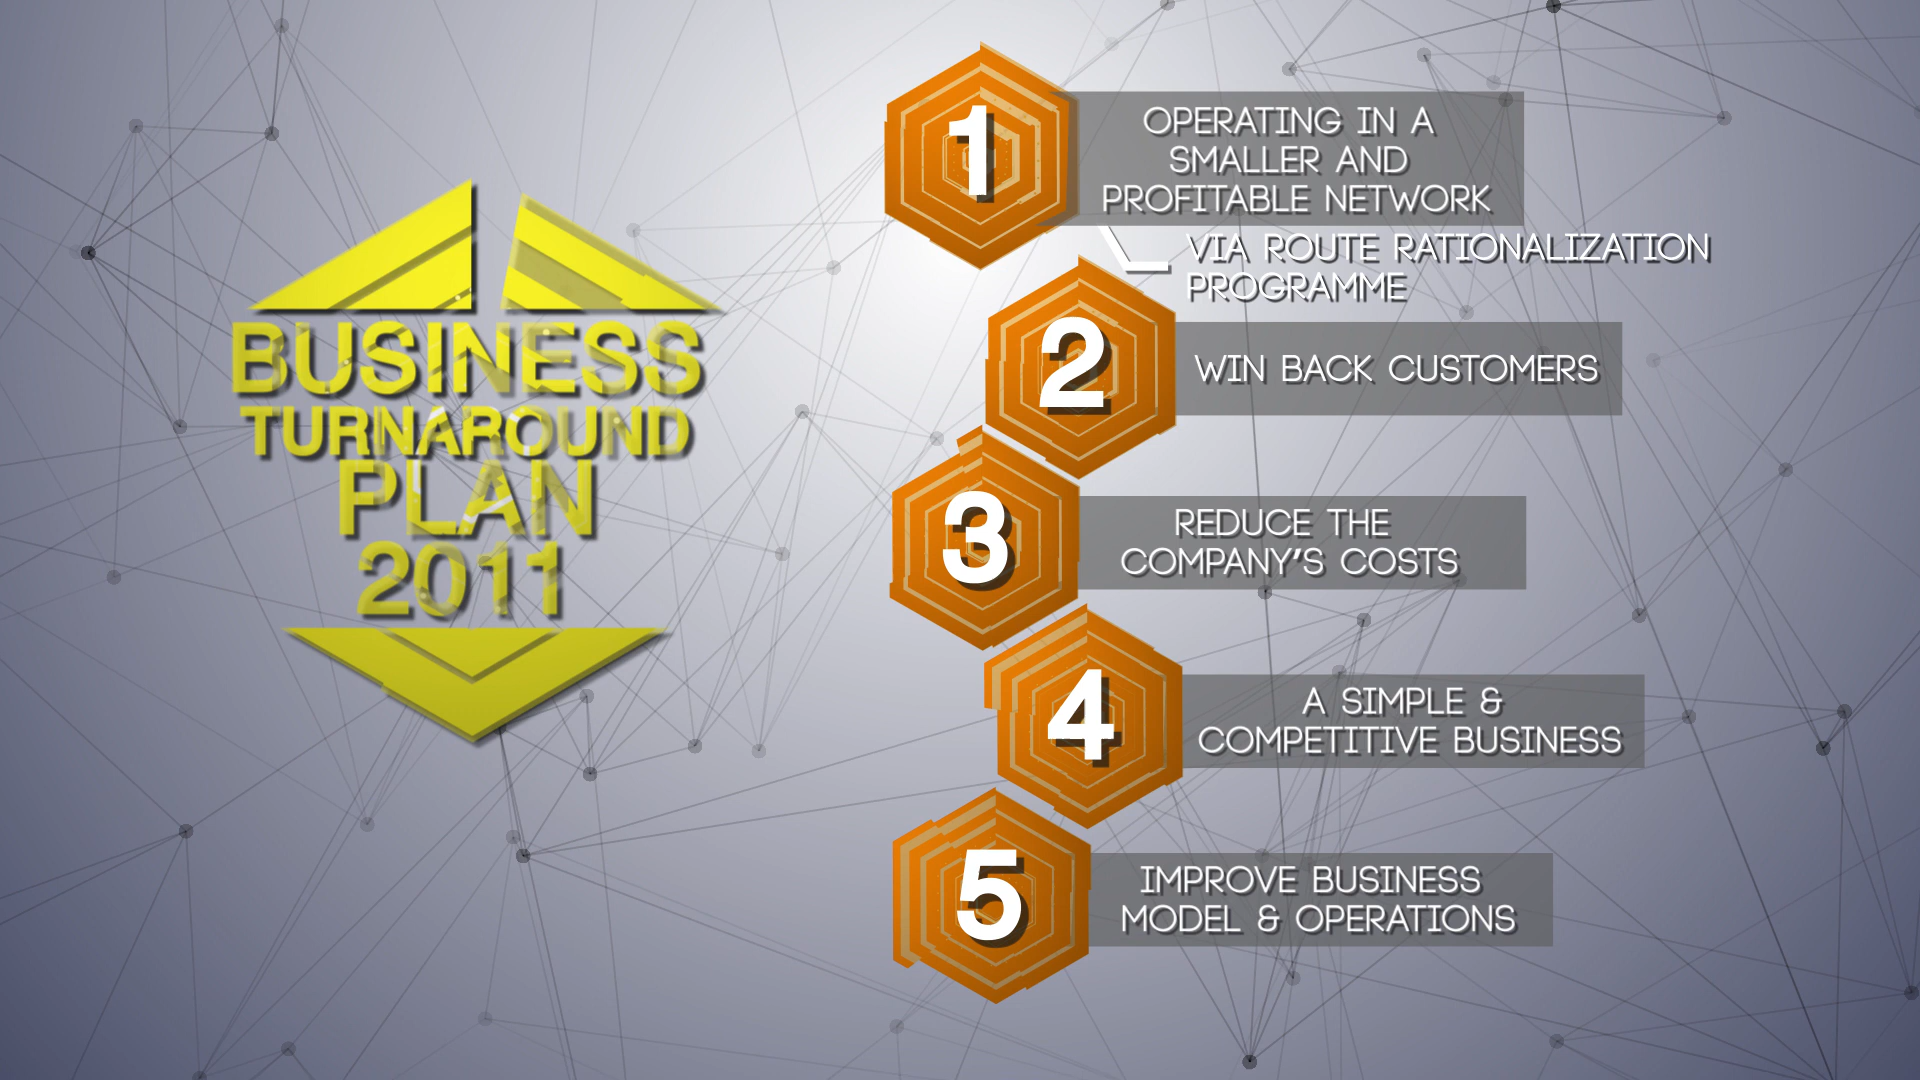 BUSINESS
TURNAROUND
PLAN
2011
1
OPERATING IN A
SMALLER AND
PROFITABLE NETWORK
VIA ROUTE RATIONALIZATION
PROGRAMME
2
WIN BACK CUSTOMERS
3
REDUCE THE
COMPANY'S COSTS
4
A SIMPLE &
COMPETITIVE BUSINESS
5
IMPROVE BUSINESS
MODEL & OPERATIONS